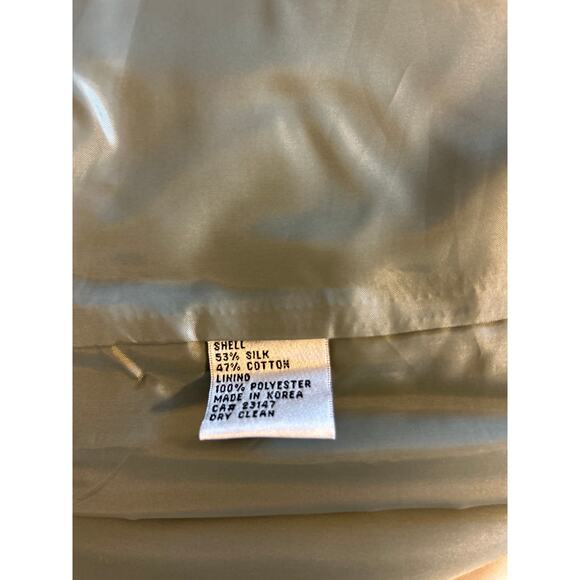 SHELL
53% SILK
47% COTTON
LINING
100% POLYESTER
MADE IN KOREA
CA# 23147
DRY CLEAN